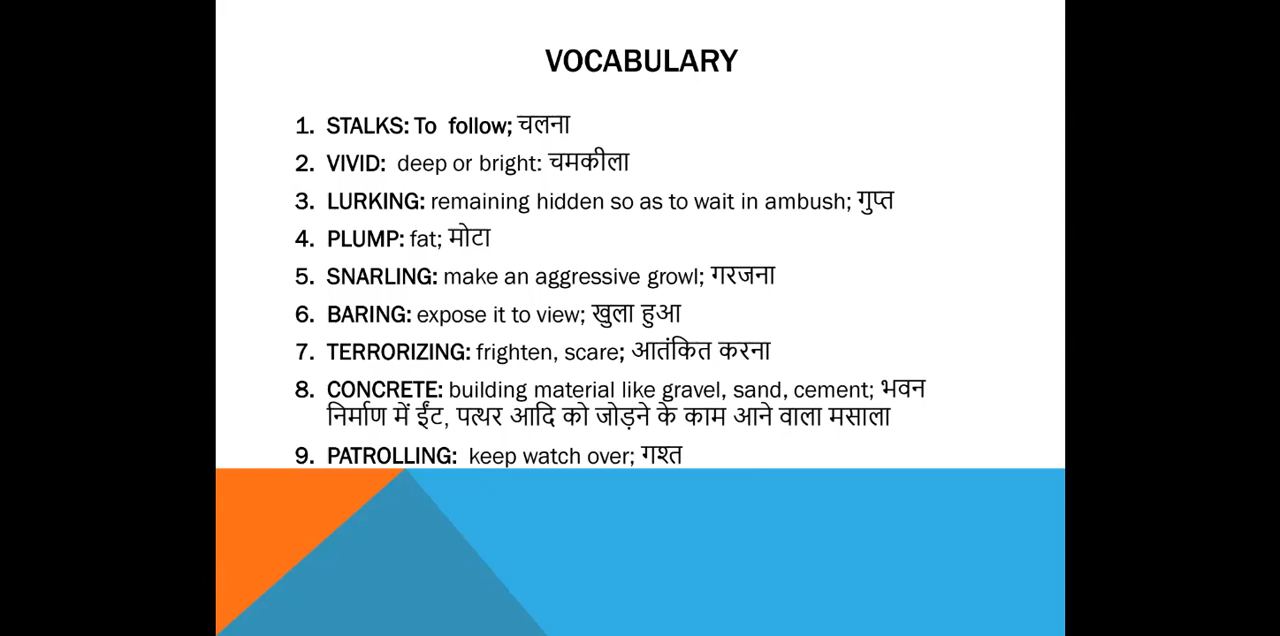 VOCABULARY
1. STALKS: To follow; चलना
2. VIVID: deep or bright: चमकीला
3. LURKING: remaining hidden so as to wait in ambush; गुप्त
4. PLUMP: fat; मोटा
5. SNARLING: make an aggressive growl; गरजना
6. BARING: expose it to view; खुला हुआ
7. TERRORIZING: frighten, scare; आतंकित करना
8. CONCRETE: building material like gravel, sand, cement; भवन
निर्माण में ईंट, पत्थर आदि को जोड़ने के काम आने वाला मसाला
9. PATROLLING: keep watch over; गश्त